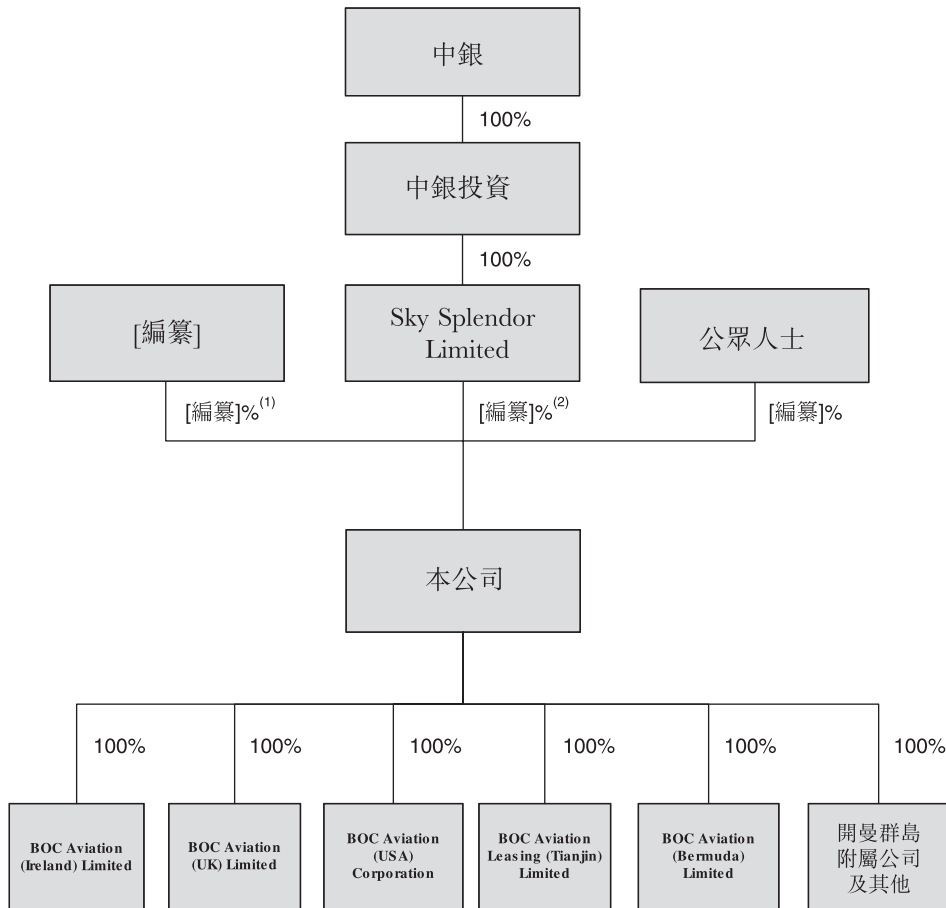 中銀
100%
中銀投資
100%
[編纂]
Sky Splendor
Limited
公眾人士
[編纂]%(1)
[編纂]%(2)
[編纂]%
本公司
100%
100%
100%
100%
100%
100%
BOC Aviation
(Ireland) Limited
BOC Aviation
(UK) Limited
BOC Aviation
(USA)
Corporation
BOC Aviation
Leasing (Tianjin)
Limited
BOC Aviation
(Bermuda)
Limited
開曼群島
附屬公司
及其他